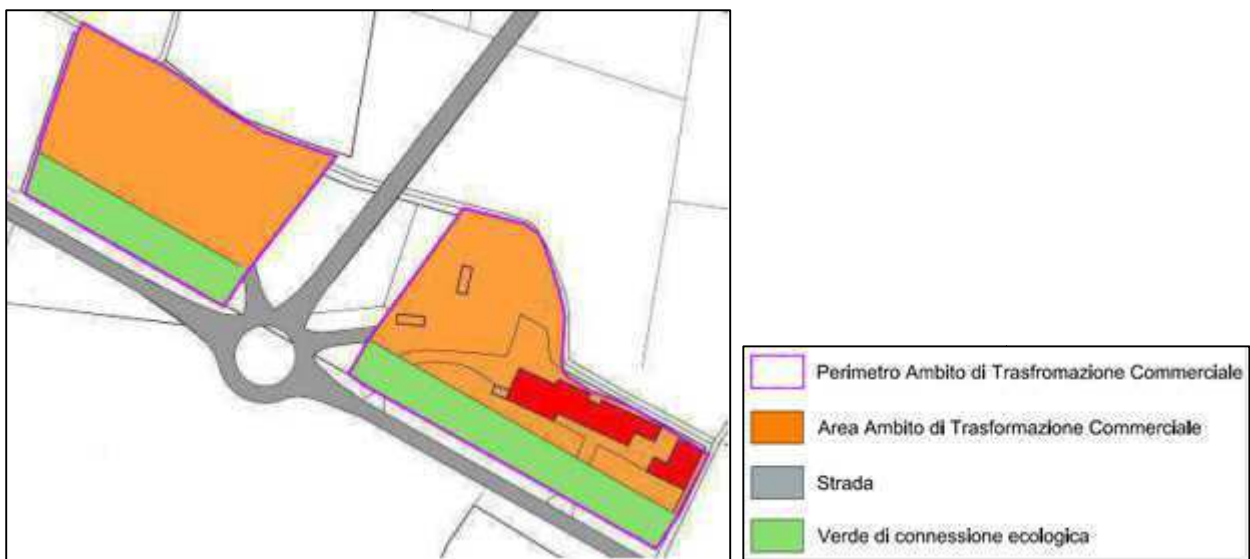 Perimetro Ambito di Trasfromazione Commerciale
Area Ambito di Trasformazione Commerciale
Strada
Verde di connessione ecologica